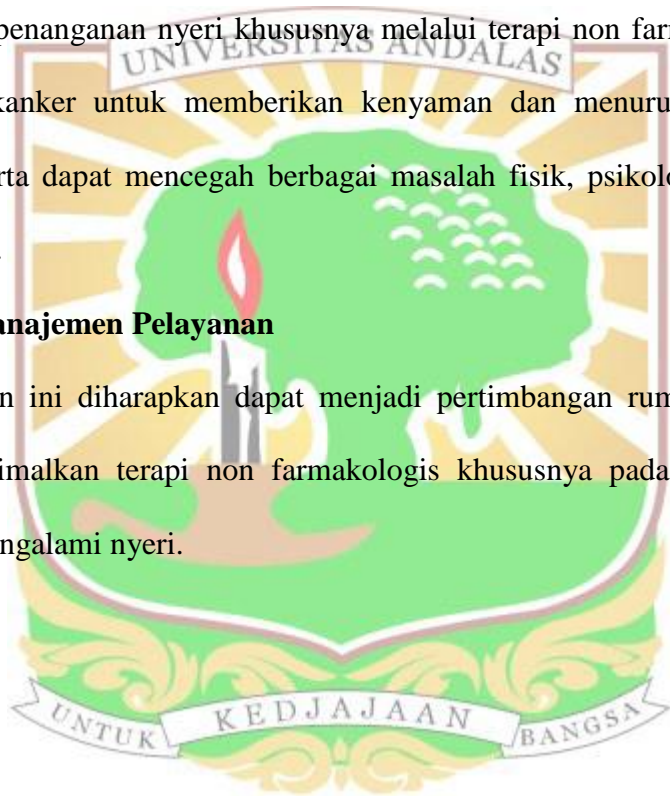 penanganan nyeri khususnya melalui terapi non far
UNIVERSITAS ANDALAS
kanker untuk memberikan kenyaman dan menuru
rta dapat mencegah berbagai masalah fisik, psikolo
anajemen Pelayanan
n ini diharapkan dapat menjadi pertimbangan rum
imalkan terapi non farmakologis khususnya pada
ngalami nyeri.
UNTUK KEDJAJAAN BANGSA